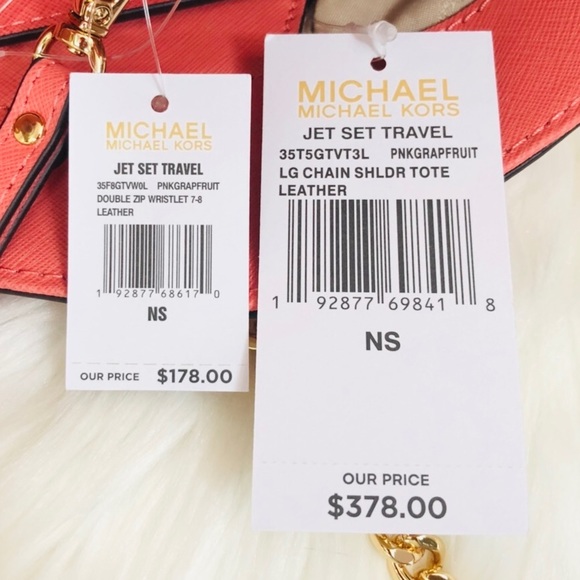 MICHAEL
MICHAEL KORS
JET SET TRAVEL
35F8GTVW0L PNKGRAPFRUIT
DOUBLE ZIP WRISTLET 7-8
LEATHER
1 92877 68617 0
NS
OUR PRICE $178.00
MICHAEL
MICHAEL KORS
JET SET TRAVEL
35T5GTVT3L PNKGRAPFRUIT
LG CHAIN SHLDR TOTE
LEATHER
1 92877 69841 8
NS
OUR PRICE
$378.00